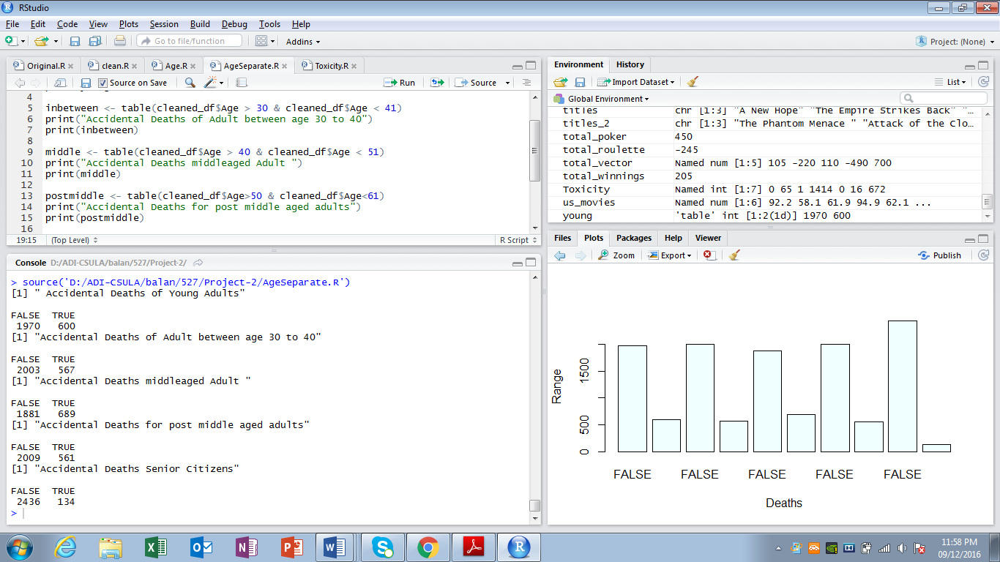 RStudio
File Edit Code View Plots Session Build Debug Tools Help
Go to file/function Addins Project: (None)
Original.R clean.R Age.R AgeSeparate.R Toxicity.R
Source on Save Run Source
4
5 inbetween <- table(cleaned_df$Age > 30 & cleaned_df$Age < 41)
6 print("Accidental Deaths of Adult between age 30 to 40")
7 print(inbetween)
8
9 middle <- table(cleaned_df$Age > 40 & cleaned_df$Age < 51)
10 print("Accidental Deaths middleaged Adult ")
11 print(middle)
12
13 postmiddle <- table(cleaned_df$Age>50 & cleaned_df$Age<61)
14 print("Accidental Deaths for post middle aged adults")
15 print(postmiddle)
16
19:15 (Top Level) R Script
Console D:/ADI-CSULA/balan/527/Project-2/
> source('D:/ADI-CSULA/balan/527/Project-2/AgeSeparate.R')
[1] " Accidental Deaths of Young Adults"
FALSE TRUE
1970 600
[1] "Accidental Deaths of Adult between age 30 to 40"
FALSE TRUE
2003 567
[1] "Accidental Deaths middleaged Adult "
FALSE TRUE
1881 689
[1] "Accidental Deaths for post middle aged adults"
FALSE TRUE
2009 561
[1] "Accidental Deaths Senior Citizens"
FALSE TRUE
2436 134
>
Environment History
Import Dataset List
Global Environment
titles chr [1:3] "A New Hope" "The Empire Strikes Back" "…
titles_2 chr [1:3] "The Phantom Menace " "Attack of the Clo…
total_poker 450
total_roulette -245
total_vector Named num [1:5] 105 -220 110 -490 700
total_winnings 205
Toxicity Named int [1:7] 0 65 1 1414 0 16 672
us_movies Named num [1:6] 92.2 58.1 61.9 94.9 62.1 ...
young 'table' int [1:2(1d)] 1970 600
Files Plots Packages Help Viewer
Zoom Export Publish
Range
1500
500
0
FALSE FALSE FALSE FALSE FALSE
Deaths
11:58 PM
09/12/2016